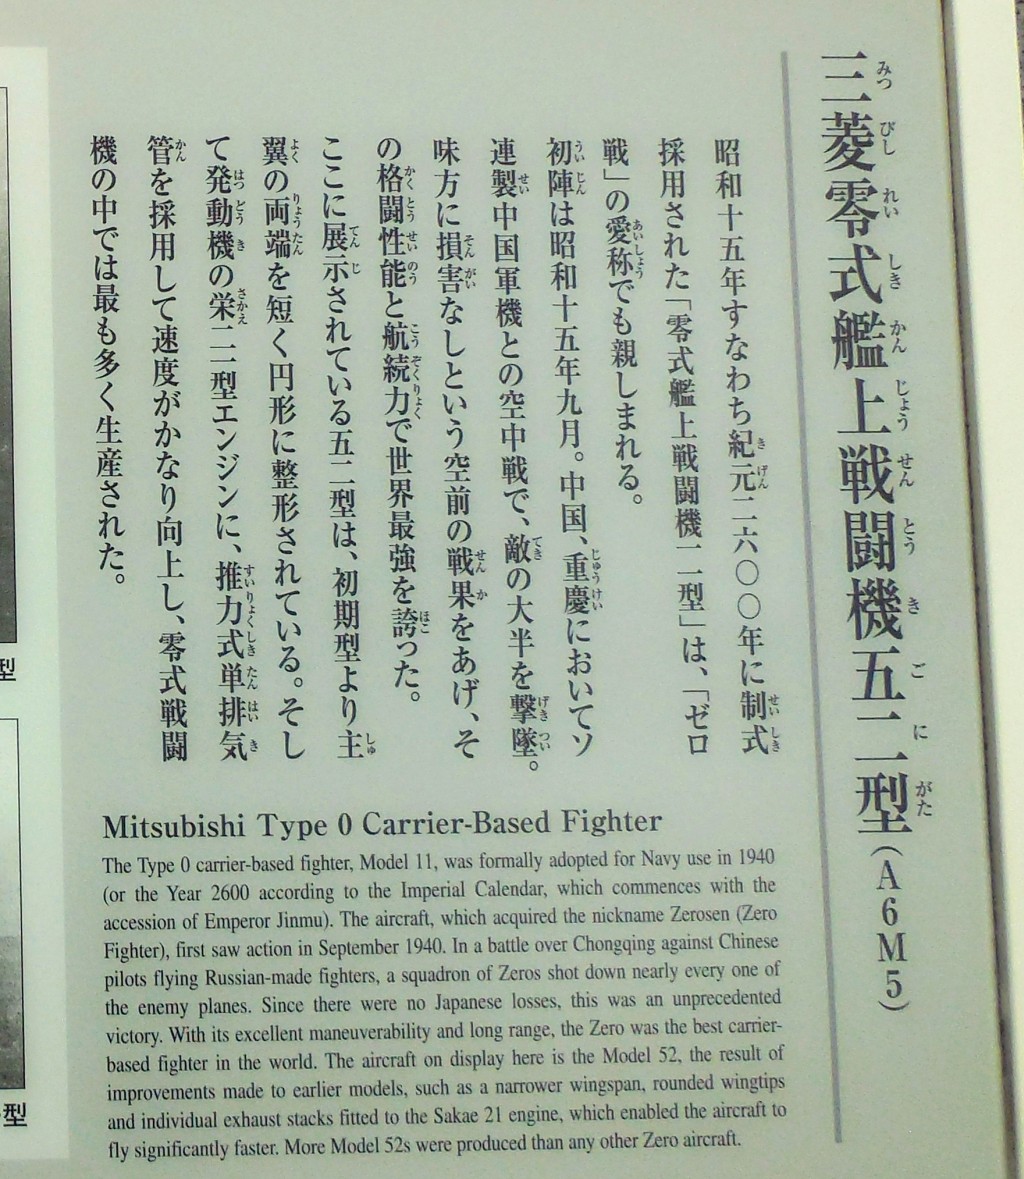 三菱零式艦上戦闘機五二型(A6M5)
昭和十五年すなわち紀元二六〇〇年に制式
採用された「零式艦上戦闘機一一型」は、「ゼロ
戦」の愛称でも親しまれる。
初陣は昭和十五年九月。中国、重慶においてソ
連製中国軍機との空中戦で、敵の大半を撃墜。
味方に損害なしという空前の戦果をあげ、そ
の格闘性能と航続力で世界最強を誇った。
ここに展示されている五二型は、初期型より主
翼の両端を短く円形に整形されている。そし
て発動機の栄二一型エンジンに、推力式単排気
管を採用して速度がかなり向上し、零式戦闘
機の中では最も多く生産された。
Mitsubishi Type 0 Carrier-Based Fighter
The Type 0 carrier-based fighter, Model 11, was formally adopted for Navy use in 1940
(or the Year 2600 according to the Imperial Calendar, which commences with the
accession of Emperor Jinmu). The aircraft, which acquired the nickname Zerosen (Zero
Fighter), first saw action in September 1940. In a battle over Chongqing against Chinese
pilots flying Russian-made fighters, a squadron of Zeros shot down nearly every one of
the enemy planes. Since there were no Japanese losses, this was an unprecedented
victory. With its excellent maneuverability and long range, the Zero was the best carrier-
based fighter in the world. The aircraft on display here is the Model 52, the result of
improvements made to earlier models, such as a narrower wingspan, rounded wingtips
and individual exhaust stacks fitted to the Sakae 21 engine, which enabled the aircraft to
fly significantly faster. More Model 52s were produced than any other Zero aircraft.
型
型